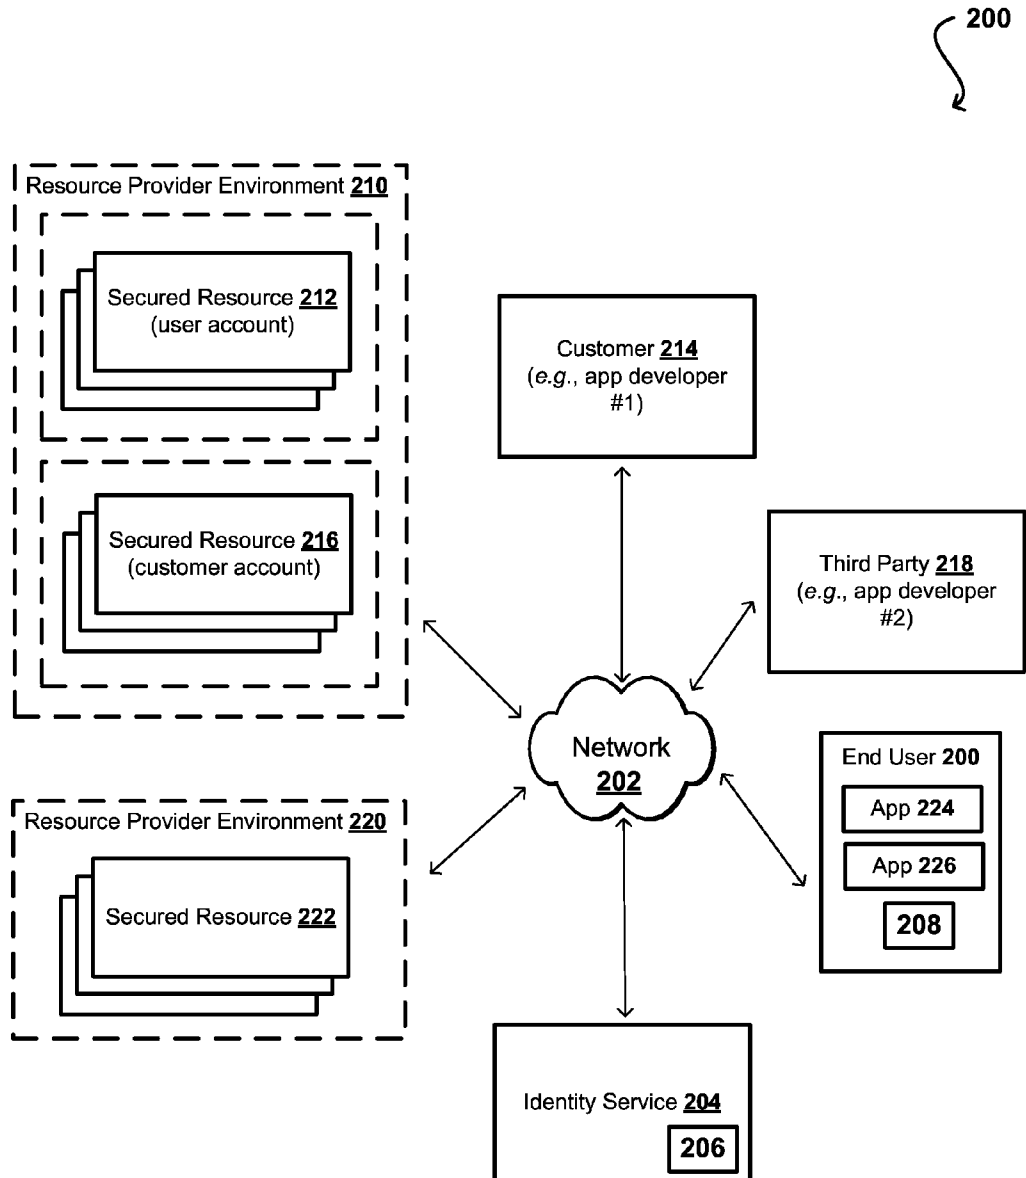 200
Resource Provider Environment 210
Secured Resource 212
(user account)
Secured Resource 216
(customer account)
Customer 214
(e.g., app developer
#1)
Third Party 218
(e.g., app developer
#2)
Network
202
End User 200
App 224
App 226
208
Resource Provider Environment 220
Secured Resource 222
Identity Service 204
206